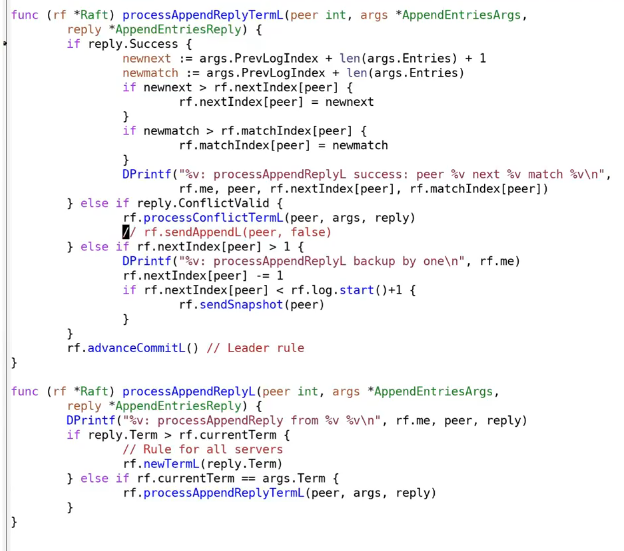 func (rf *Raft) processAppendReplyTermL(peer int, args *AppendEntriesArgs,
reply *AppendEntriesReply) {
if reply.Success {
newnext := args.PrevLogIndex + len(args.Entries) + 1
newmatch := args.PrevLogIndex + len(args.Entries)
if newnext > rf.nextIndex[peer] {
rf.nextIndex[peer] = newnext
}
if newmatch > rf.matchIndex[peer] {
rf.matchIndex[peer] = newmatch
}
DPrintf("%v: processAppendReplyL success: peer %v next %v match %v\n",
rf.me, peer, rf.nextIndex[peer], rf.matchIndex[peer])
} else if reply.ConflictValid {
rf.processConflictTermL(peer, args, reply)
// rf.sendAppendL(peer, false)
} else if rf.nextIndex[peer] > 1 {
DPrintf("%v: processAppendReplyL backup by one\n", rf.me)
rf.nextIndex[peer] -= 1
if rf.nextIndex[peer] < rf.log.start()+1 {
rf.sendSnapshot(peer)
}
}
rf.advanceCommitL() // Leader rule
}
func (rf *Raft) processAppendReplyL(peer int, args *AppendEntriesArgs,
reply *AppendEntriesReply) {
DPrintf("%v: processAppendReply from %v %v\n", rf.me, peer, reply)
if reply.Term > rf.currentTerm {
// Rule for all servers
rf.newTermL(reply.Term)
} else if rf.currentTerm == args.Term {
rf.processAppendReplyTermL(peer, args, reply)
}
}